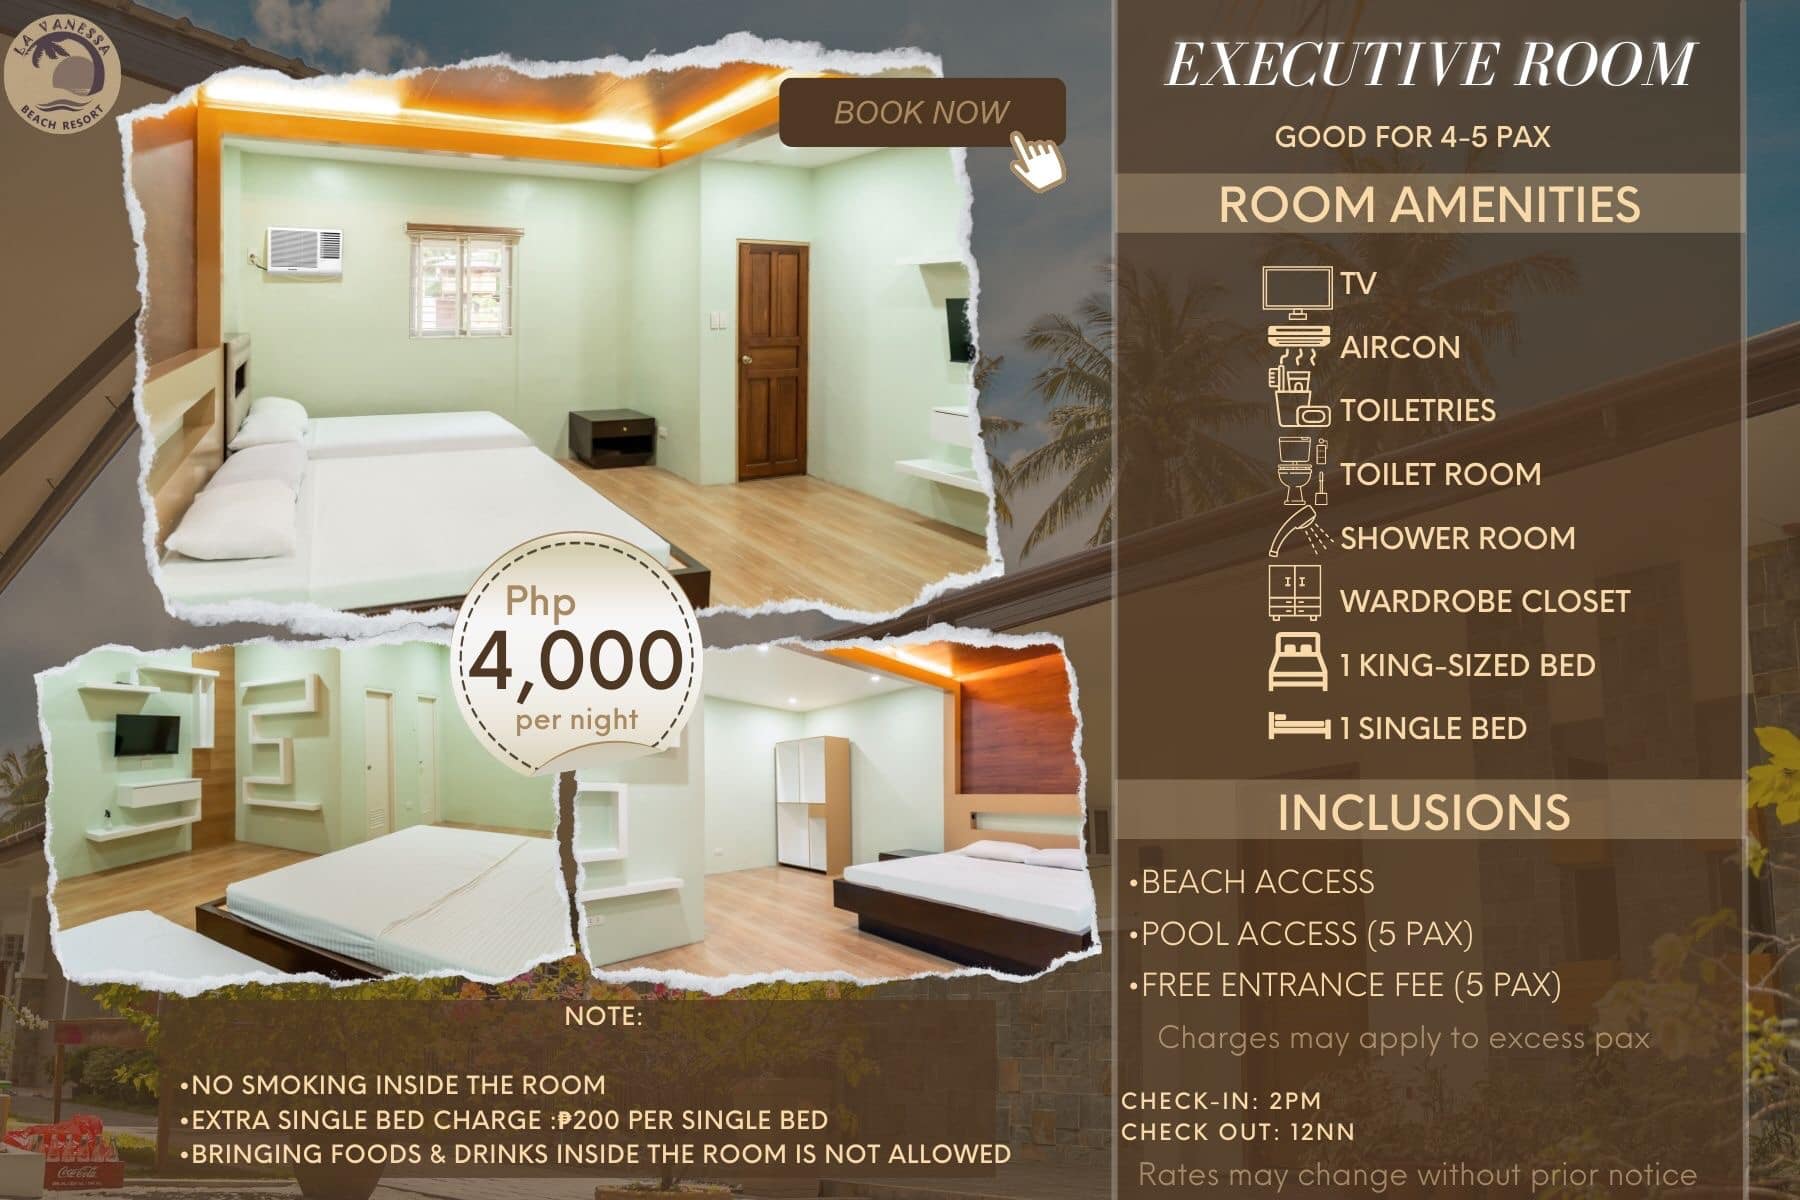 LA VANESSA
BEACH RESORT
BOOK NOW
Php
4,000
per night
NOTE:
•NO SMOKING INSIDE THE ROOM
•EXTRA SINGLE BED CHARGE :₱200 PER SINGLE BED
•BRINGING FOODS & DRINKS INSIDE THE ROOM IS NOT ALLOWED
Coca-Cola
EXECUTIVE ROOM
GOOD FOR 4-5 PAX
ROOM AMENITIES
TV
AIRCON
TOILETRIES
TOILET ROOM
SHOWER ROOM
WARDROBE CLOSET
1 KING-SIZED BED
1 SINGLE BED
INCLUSIONS
•BEACH ACCESS
•POOL ACCESS (5 PAX)
•FREE ENTRANCE FEE (5 PAX)
Charges may apply to excess pax
CHECK-IN: 2PM
CHECK OUT: 12NN
Rates may change without prior notice